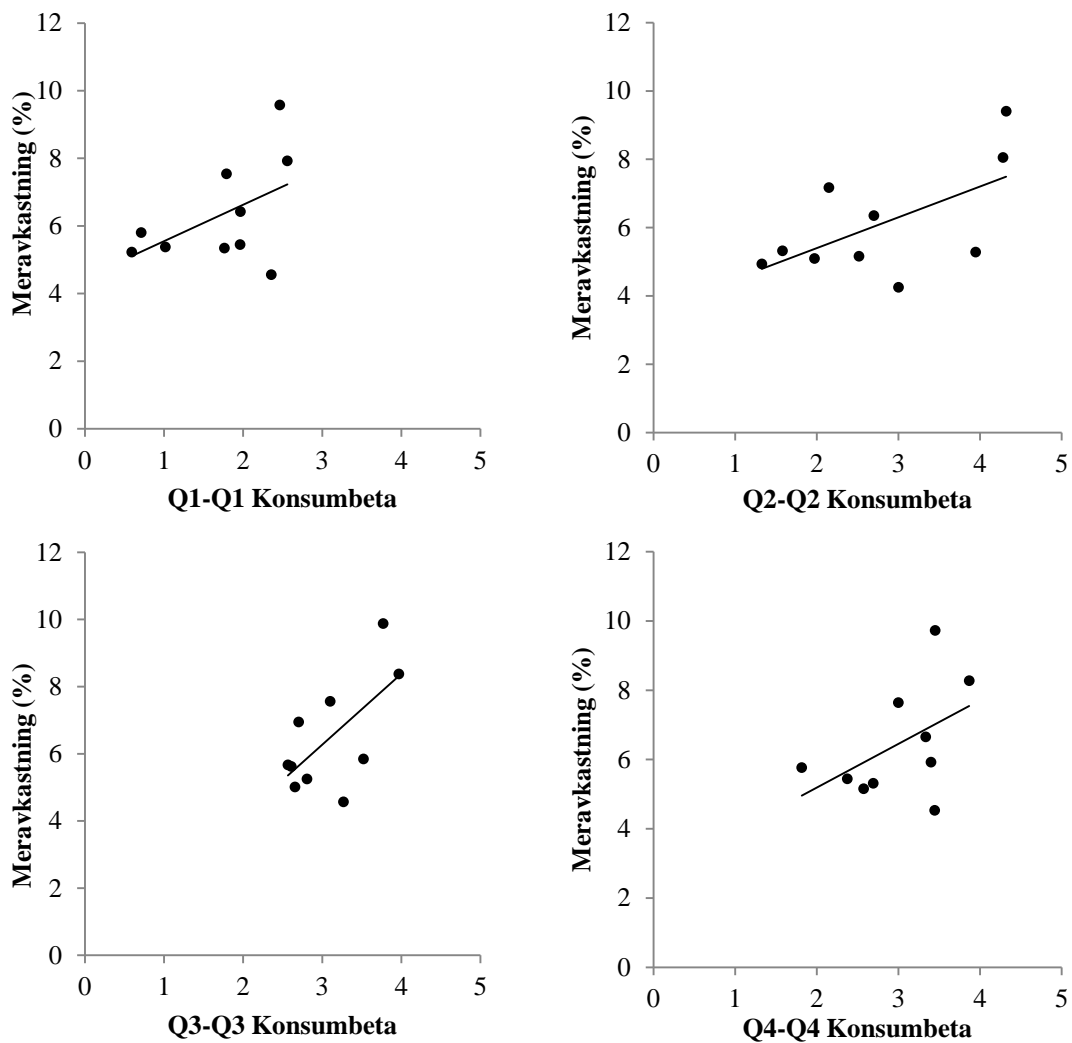 Meravkastning (%)
12
10
8
6
4
2
0
0 1 2 3 4 5
Q1-Q1 Konsumbeta
Meravkastning (%)
12
10
8
6
4
2
0
0 1 2 3 4 5
Q2-Q2 Konsumbeta
Meravkastning (%)
12
10
8
6
4
2
0
0 1 2 3 4 5
Q3-Q3 Konsumbeta
Meravkastning (%)
12
10
8
6
4
2
0
0 1 2 3 4 5
Q4-Q4 Konsumbeta